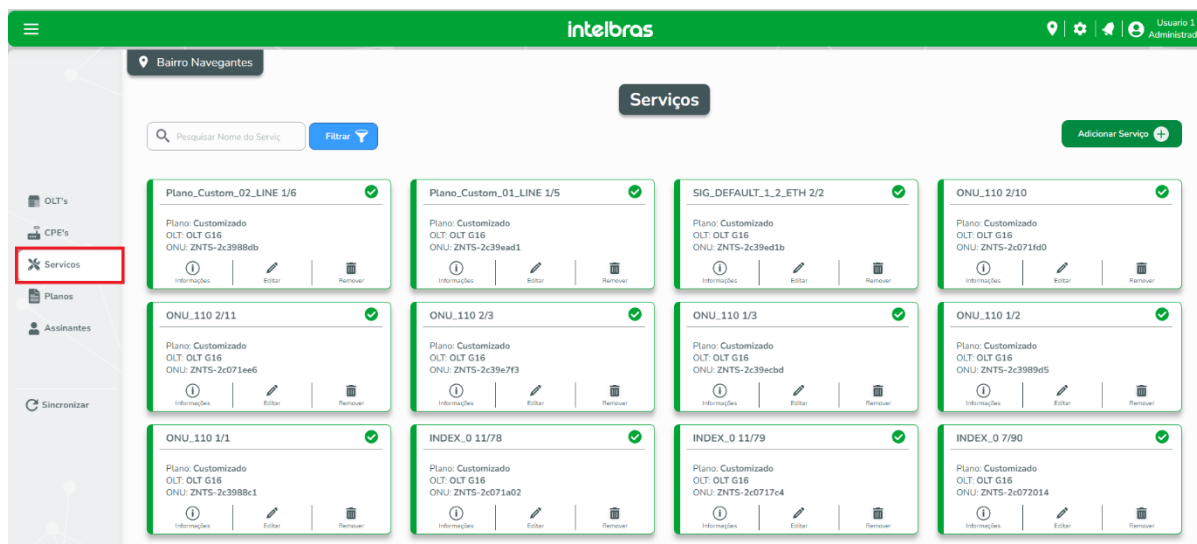 intelbras
Usuario 1
Administrad
Bairro Navegantes
Serviços
Pesquisar Nome do Serviç
Filtrar
Adicionar Serviço
OLT's
CPE's
Servicos
Planos
Assinantes
Sincronizar
Plano_Custom_02_LINE 1/6
Plano: Customizado
OLT: OLT G16
ONU: ZNTS-2c3988db
Informações Editar Remover
Plano_Custom_01_LINE 1/5
Plano: Customizado
OLT: OLT G16
ONU: ZNTS-2c39ead1
Informações Editar Remover
SIG_DEFAULT_1_2_ETH 2/2
Plano: Customizado
OLT: OLT G16
ONU: ZNTS-2c39ed1b
Informações Editar Remover
ONU_110 2/10
Plano: Customizado
OLT: OLT G16
ONU: ZNTS-2c071fd0
Informações Editar Remover
ONU_110 2/11
Plano: Customizado
OLT: OLT G16
ONU: ZNTS-2c071ee6
Informações Editar Remover
ONU_110 2/3
Plano: Customizado
OLT: OLT G16
ONU: ZNTS-2c39e7f3
Informações Editar Remover
ONU_110 1/3
Plano: Customizado
OLT: OLT G16
ONU: ZNTS-2c39ecbd
Informações Editar Remover
ONU_110 1/2
Plano: Customizado
OLT: OLT G16
ONU: ZNTS-2c3989d5
Informações Editar Remover
ONU_110 1/1
Plano: Customizado
OLT: OLT G16
ONU: ZNTS-2c3988c1
Informações Editar Remover
INDEX_0 11/78
Plano: Customizado
OLT: OLT G16
ONU: ZNTS-2c071a02
Informações Editar Remover
INDEX_0 11/79
Plano: Customizado
OLT: OLT G16
ONU: ZNTS-2c0717c4
Informações Editar Remover
INDEX_0 7/90
Plano: Customizado
OLT: OLT G16
ONU: ZNTS-2c072014
Informações Editar Remover